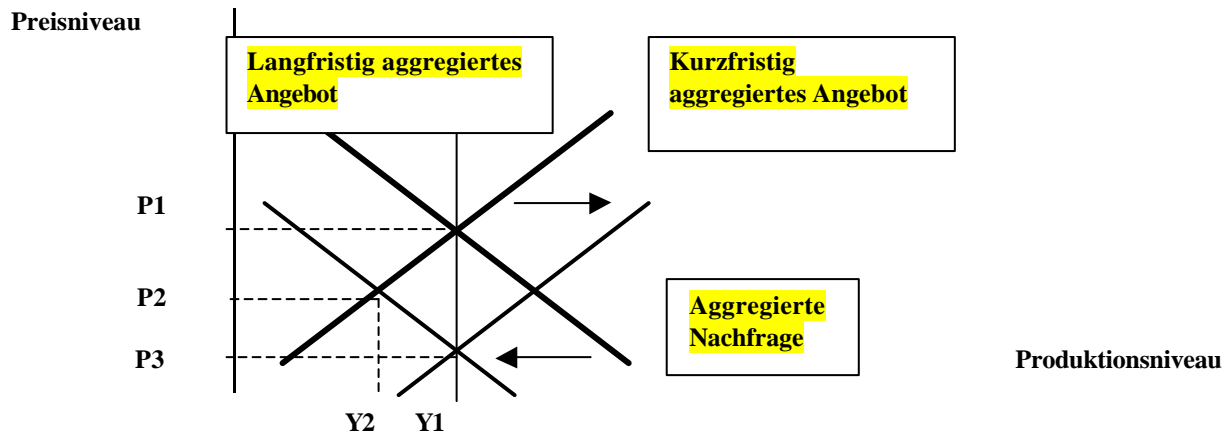 Preisniveau
Langfristig aggregiertes
Angebot
Kurzfristig
aggregiertes Angebot
P1
P2
Aggregierte
Nachfrage
P3
Produktionsniveau
Y2 Y1